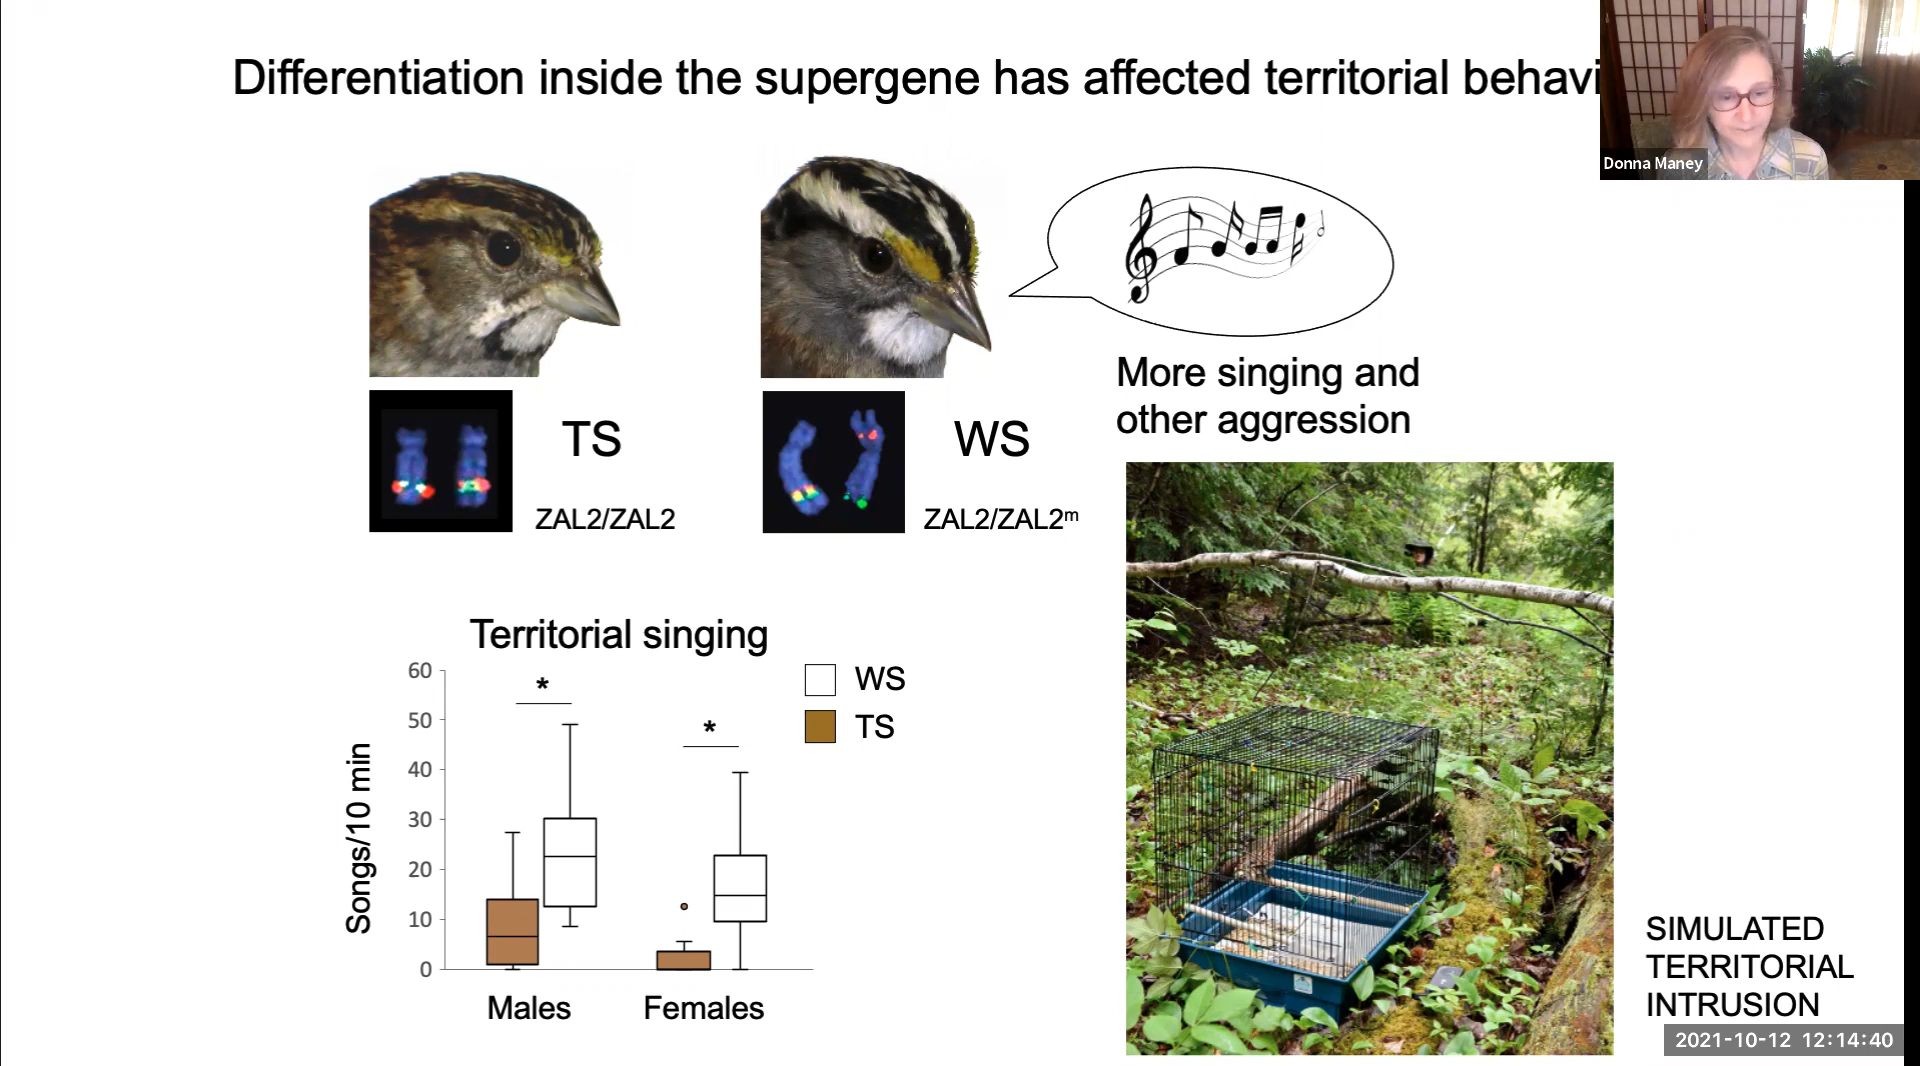 Differentiation inside the supergene has affected territorial behavi
Donna Maney
More singing and
other aggression
TS
ZAL2/ZAL2
WS
ZAL2/ZAL2ᵐ
Territorial singing
WS
TS
*
*
Songs/10 min
60
50
40
30
20
10
0
Males
Females
SIMULATED
TERRITORIAL
INTRUSION
2021-10-12 12:14:40